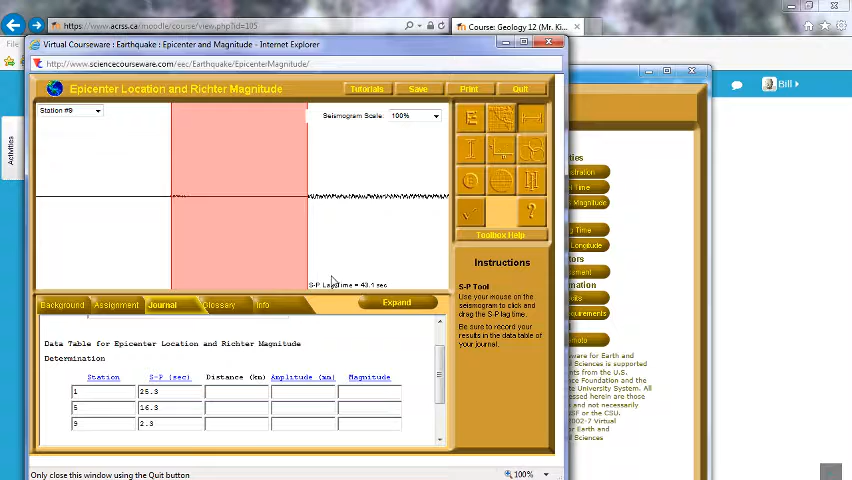 https://www.acrss.ca/moodle/course/view.php?id=105
Course: Geology 12 (Mr. Ki
File
Virtual Courseware : Earthquake : Epicenter and Magnitude - Internet Explorer
http://www.sciencecourseware.com/eec/Earthquake/EpicenterMagnitude/
Bill
Epicenter Location and Richter Magnitude
Tutorials
Save
Print
Quit
Station #9
Seismogram Scale:
100%
Activities
S-P Lag Time = 43.4 sec
Toolbox Help
Instructions
S-P Tool
Use your mouse on the
seismogram to click and
drag the S-P lag time.
Be sure to record your
results in the data table of
your journal.
Background
Assignment
Journal
Glossary
Info
Expand
Data Table for Epicenter Location and Richter Magnitude
Determination
Station S-P (sec) Distance (km) Amplitude (mm) Magnitude
1 25.3
5 16.3
9 2.3
Only close this window using the Quit button
100%